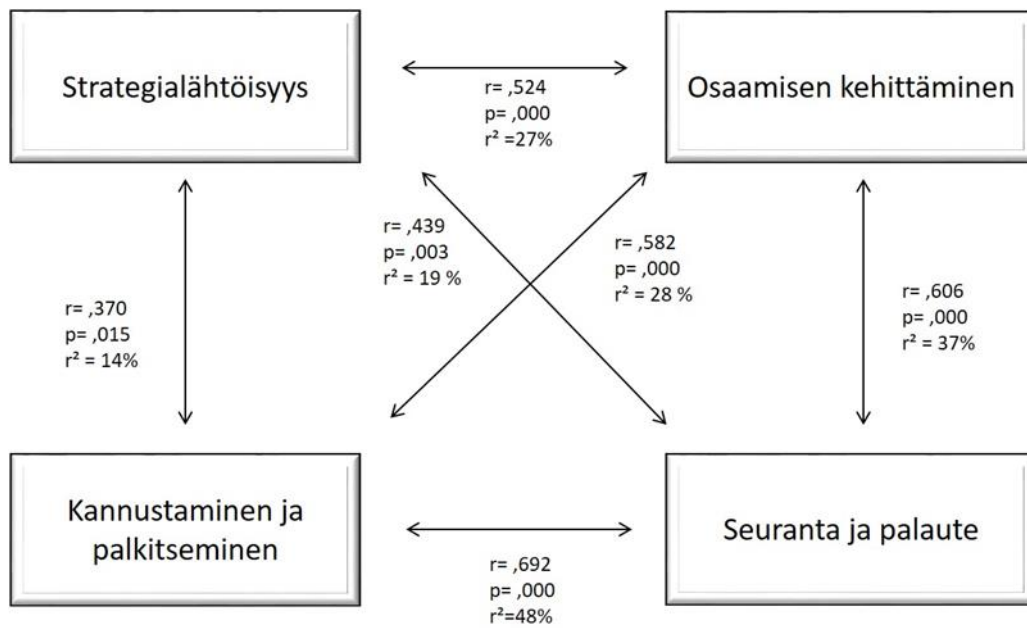 Strategialähtöisyys
Osaamisen kehittäminen
r= ,524
p= ,000
r² =27%
r= ,439
p= ,003
r² = 19 %
r= ,582
p= ,000
r² = 28 %
r= ,370
p= ,015
r² = 14%
r= ,606
p= ,000
r² = 37%
Kannustaminen ja
palkitseminen
Seuranta ja palaute
r= ,692
p= ,000
r²=48%